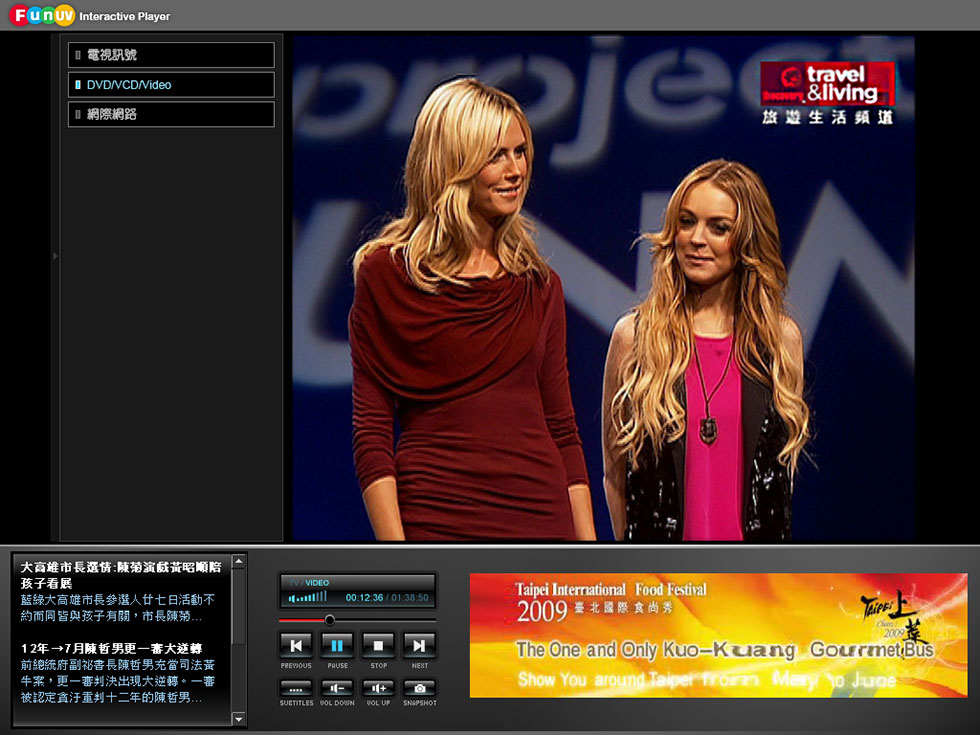 FunUV Interactive Player
電視訊號
DVD/VCD/Video
網際網路
project
Discovery travel
&living
旅遊生活頻道
大高雄市長選情:陳菊演戲黃昭順陪
孩子看展
藍綠大高雄市長參選人廿七日活動不
約而同皆與孩子有關，市長陳菊...
12年→7月陳哲男更一審大逆轉
前總統府副祕書長陳哲男充當司法黃
牛案，更一審判決出現大逆轉。一審
被認定貪汙重判十二年的陳哲男...
TV / VIDEO
00:12:36 / 01:38:50
PREVIOUS PAUSE STOP NEXT
SUBTITLES VOL DOWN VOL UP SNAPSHOT
Taipei International Food Festival
2009 臺北國際食尚秀
TAIPEI 上菜
2009
The One and Only Kuo-Kuang Gourmet Bus
Show You around Taipei from May to June